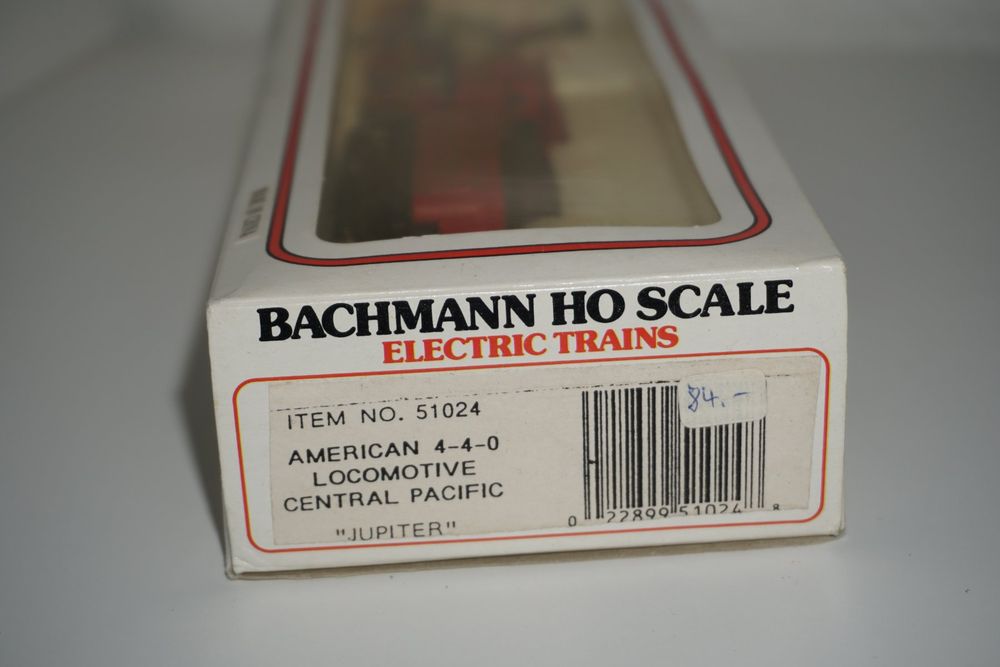 BACHMANN HO SCALE
ELECTRIC TRAINS
ITEM NO. 51024
AMERICAN 4-4-0
LOCOMOTIVE
CENTRAL PACIFIC
"JUPITER"
84.-
0 22899 51024 8